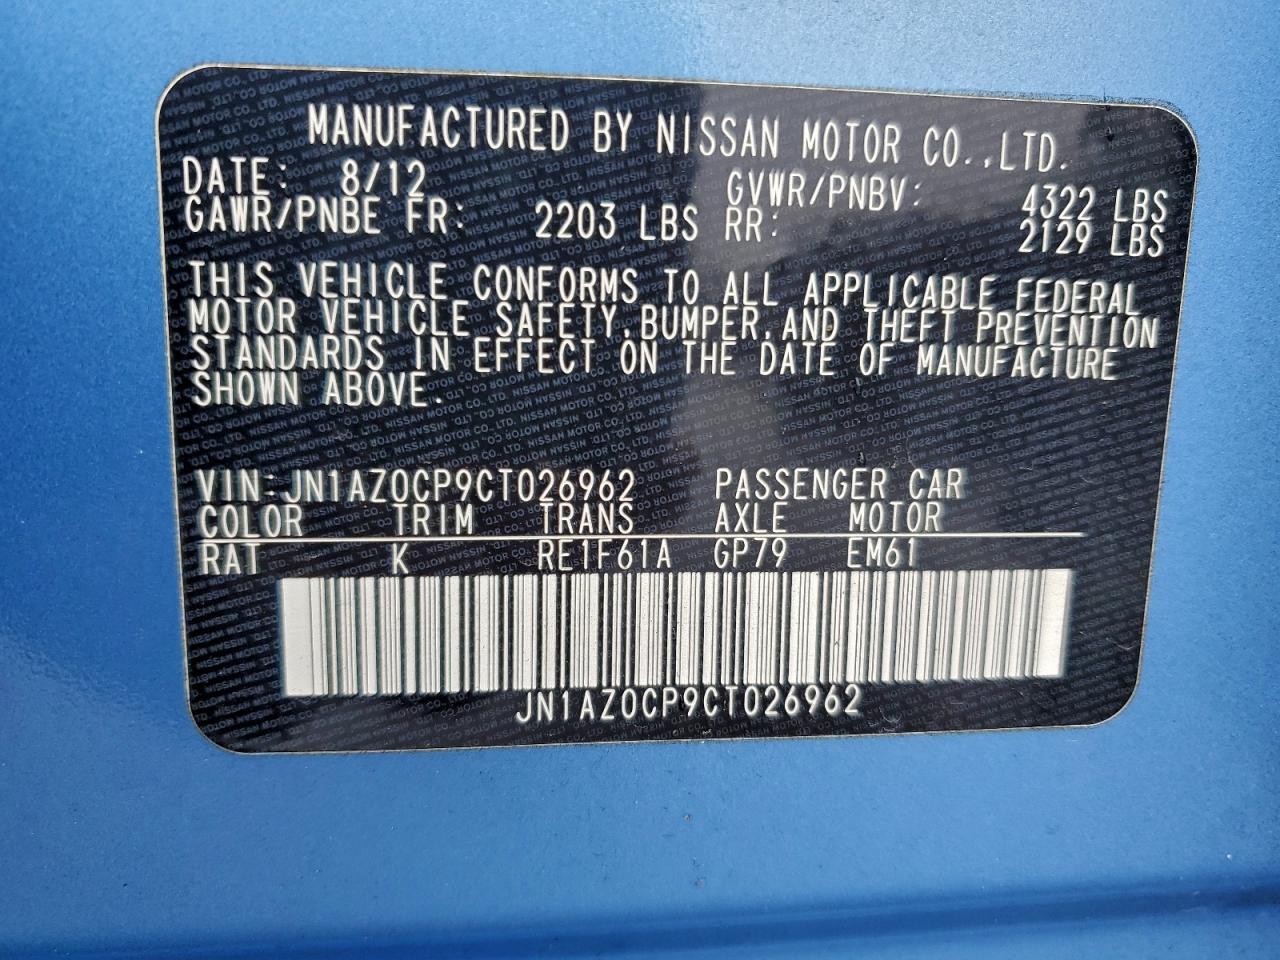 MANUFACTURED BY NISSAN MOTOR CO.,LTD.
DATE: 8/12 GVWR/PNBV: 4322 LBS
GAWR/PNBE FR: 2203 LBS RR: 2129 LBS
THIS VEHICLE CONFORMS TO ALL APPLICABLE FEDERAL
MOTOR VEHICLE SAFETY,BUMPER,AND THEFT PREVENTION
STANDARDS IN EFFECT ON THE DATE OF MANUFACTURE
SHOWN ABOVE.
VIN:JN1AZ0CP9CT026962 PASSENGER CAR
COLOR TRIM TRANS AXLE MOTOR
RAT K RE1F61A GP79 EM61
JN1AZ0CP9CT026962